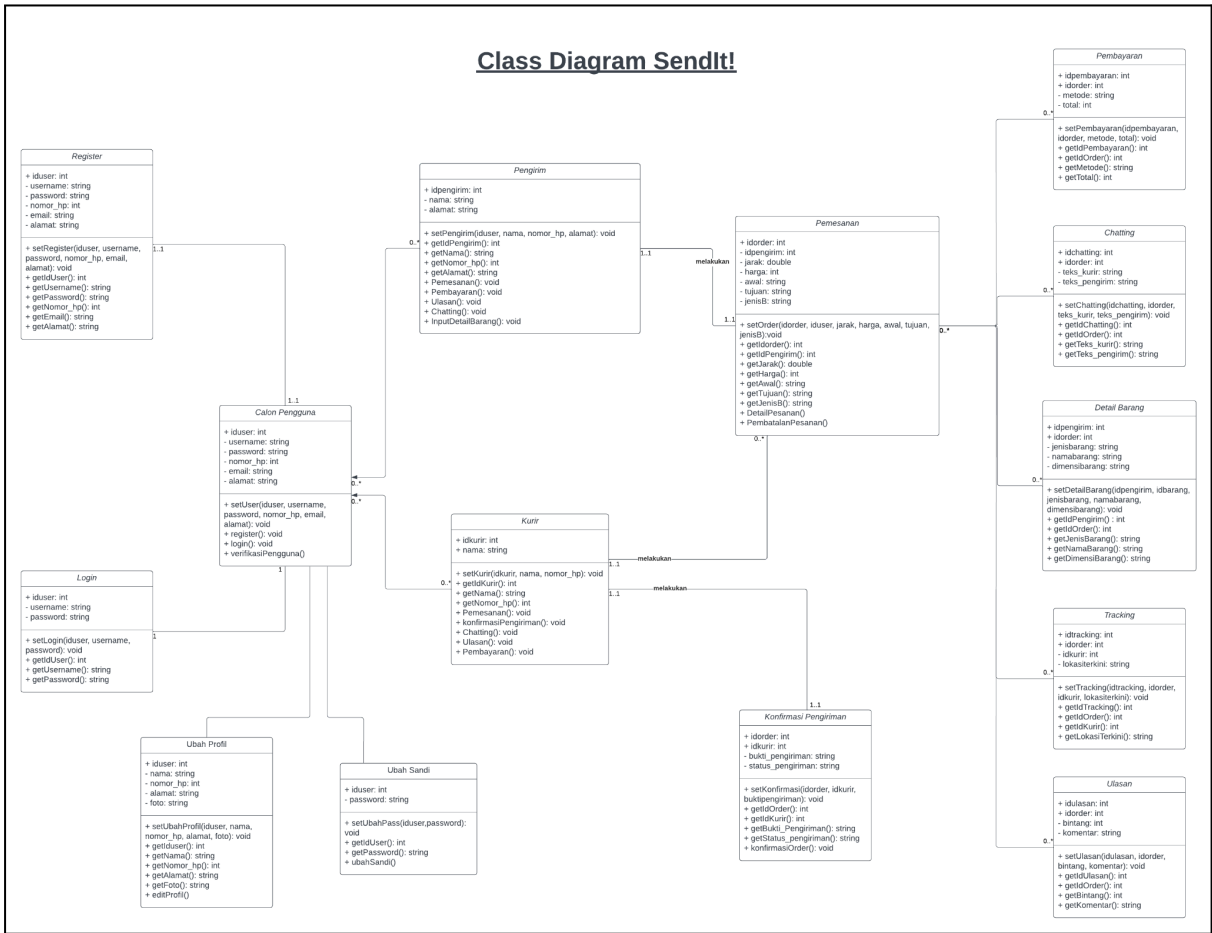 Class Diagram SendIt!
Register
+ iduser: int
- username: string
- password: string
- nomor_hp: int
- email: string
- alamat: string
+ setRegister(iduser, username,
password, nomor_hp, email,
alamat): void
+ getIdUser(): int
+ getUsername(): string
+ getPassword(): string
+ getNomor_hp(): int
+ getEmail(): string
+ getAlamat(): string
1..1
1..1
Calon Pengguna
+ iduser: int
- username: string
- password: string
- nomor_hp: int
- email: string
- alamat: string
+ setUser(iduser, username,
password, nomor_hp, email,
alamat): void
+ register(): void
+ login(): void
+ verifikasiPengguna()
0..*
0..*
1
Login
+ iduser: int
- username: string
- password: string
+ setLogin(iduser, username,
password): void
+ getIdUser(): int
+ getUsername(): string
+ getPassword(): string
1
Ubah Profil
+ iduser: int
- nama: string
- nomor_hp: int
- alamat: string
- foto: string
+ setUbahProfil(iduser, nama,
nomor_hp, alamat, foto): void
+ getIduser(): int
+ getNama(): string
+ getNomor_hp(): string
+ getAlamat(): string
+ getFoto(): string
+ editProfil()
Ubah Sandi
+ iduser: int
- password: string
+ setUbahPass(iduser,password):
void
+ getIdUser(): int
+ getPassword(): string
+ ubahSandi()
Pengirim
+ idpengirim: int
- nama: string
- alamat: string
+ setPengirim(iduser, nama, nomor_hp, alamat): void
+ getIdPengirim(): int
+ getNama(): string
+ getNomor_hp(): int
+ getAlamat(): string
+ Pemesanan(): void
+ Pembayaran(): void
+ Ulasan(): void
+ Chatting(): void
+ InputDetailBarang(): void
0..*
1..1
melakukan
1..1
Kurir
+ idkurir: int
+ nama: string
+ setKurir(idkurir, nama, nomor_hp): void
+ getIdKurir(): int
+ getNama(): string
+ getNomor_hp(): int
+ Pemesanan(): void
+ konfirmasiPengiriman(): void
+ Chatting(): void
+ Ulasan(): void
+ Pembayaran(): void
0..*
1..1
melakukan
1..1
melakukan
Pemesanan
+ idorder: int
- idpengirim: int
- jarak: double
- harga: int
- awal: string
- tujuan: string
- jenisB: string
+ setOrder(idorder, iduser, jarak, harga, awal, tujuan,
jenisB):void
+ getIdorder(): int
+ getIdPengirim(): int
+ getJarak(): double
+ getHarga(): int
+ getAwal(): string
+ getTujuan(): string
+ getJenisB(): string
+ DetailPesanan()
+ PembatalanPesanan()
0..*
0..*
Konfirmasi Pengiriman
1..1
+ idorder: int
+ idkurir: int
- bukti_pengiriman: string
- status_pengiriman: string
+ setKonfirmasi(idorder, idkurir,
buktipengiriman): void
+ getIdOrder(): int
+ getIdKurir(): int
+ getBukti_Pengiriman(): string
+ getStatus_pengiriman(): string
+ konfirmasiOrder(): void
Pembayaran
+ idpembayaran: int
+ idorder: int
- metode: string
- total: int
0..*
+ setPembayaran(idpembayaran,
idorder, metode, total): void
+ getIdPembayaran(): int
+ getIdOrder(): int
+ getMetode(): string
+ getTotal(): int
Chatting
+ idchatting: int
+ idorder: int
- teks_kurir: string
- teks_pengirim: string
0..*
+ setChatting(idchatting, idorder,
teks_kurir, teks_pengirim): void
+ getIdChatting(): int
+ getIdOrder(): int
+ getTeks_kurir(): string
+ getTeks_pengirim(): string
Detail Barang
+ idpengirim: int
+ idorder: int
- jenisbarang: string
- namabarang: string
- dimensibarang: string
0..*
+ setDetailBarang(idpengirim, idbarang,
jenisbarang, namabarang,
dimensibarang): void
+ getIdPengirim() : int
+ getIdOrder(): int
+ getJenisBarang(): string
+ getNamaBarang(): string
+ getDimensiBarang(): string
Tracking
+ idtracking: int
+ idorder: int
- idkurir: int
- lokasiterkini: string
0..*
+ setTracking(idtracking, idorder,
idkurir, lokasiterkini): void
+ getIdTracking(): int
+ getIdOrder(): int
+ getIdKurir(): int
+ getLokasiTerkini(): string
Ulasan
+ idulasan: int
+ idorder: int
- bintang: int
- komentar: string
0..*
+ setUlasan(idulasan, idorder,
bintang, komentar): void
+ getIdUlasan(): int
+ getIdOrder(): int
+ getBintang(): int
+ getKomentar(): string